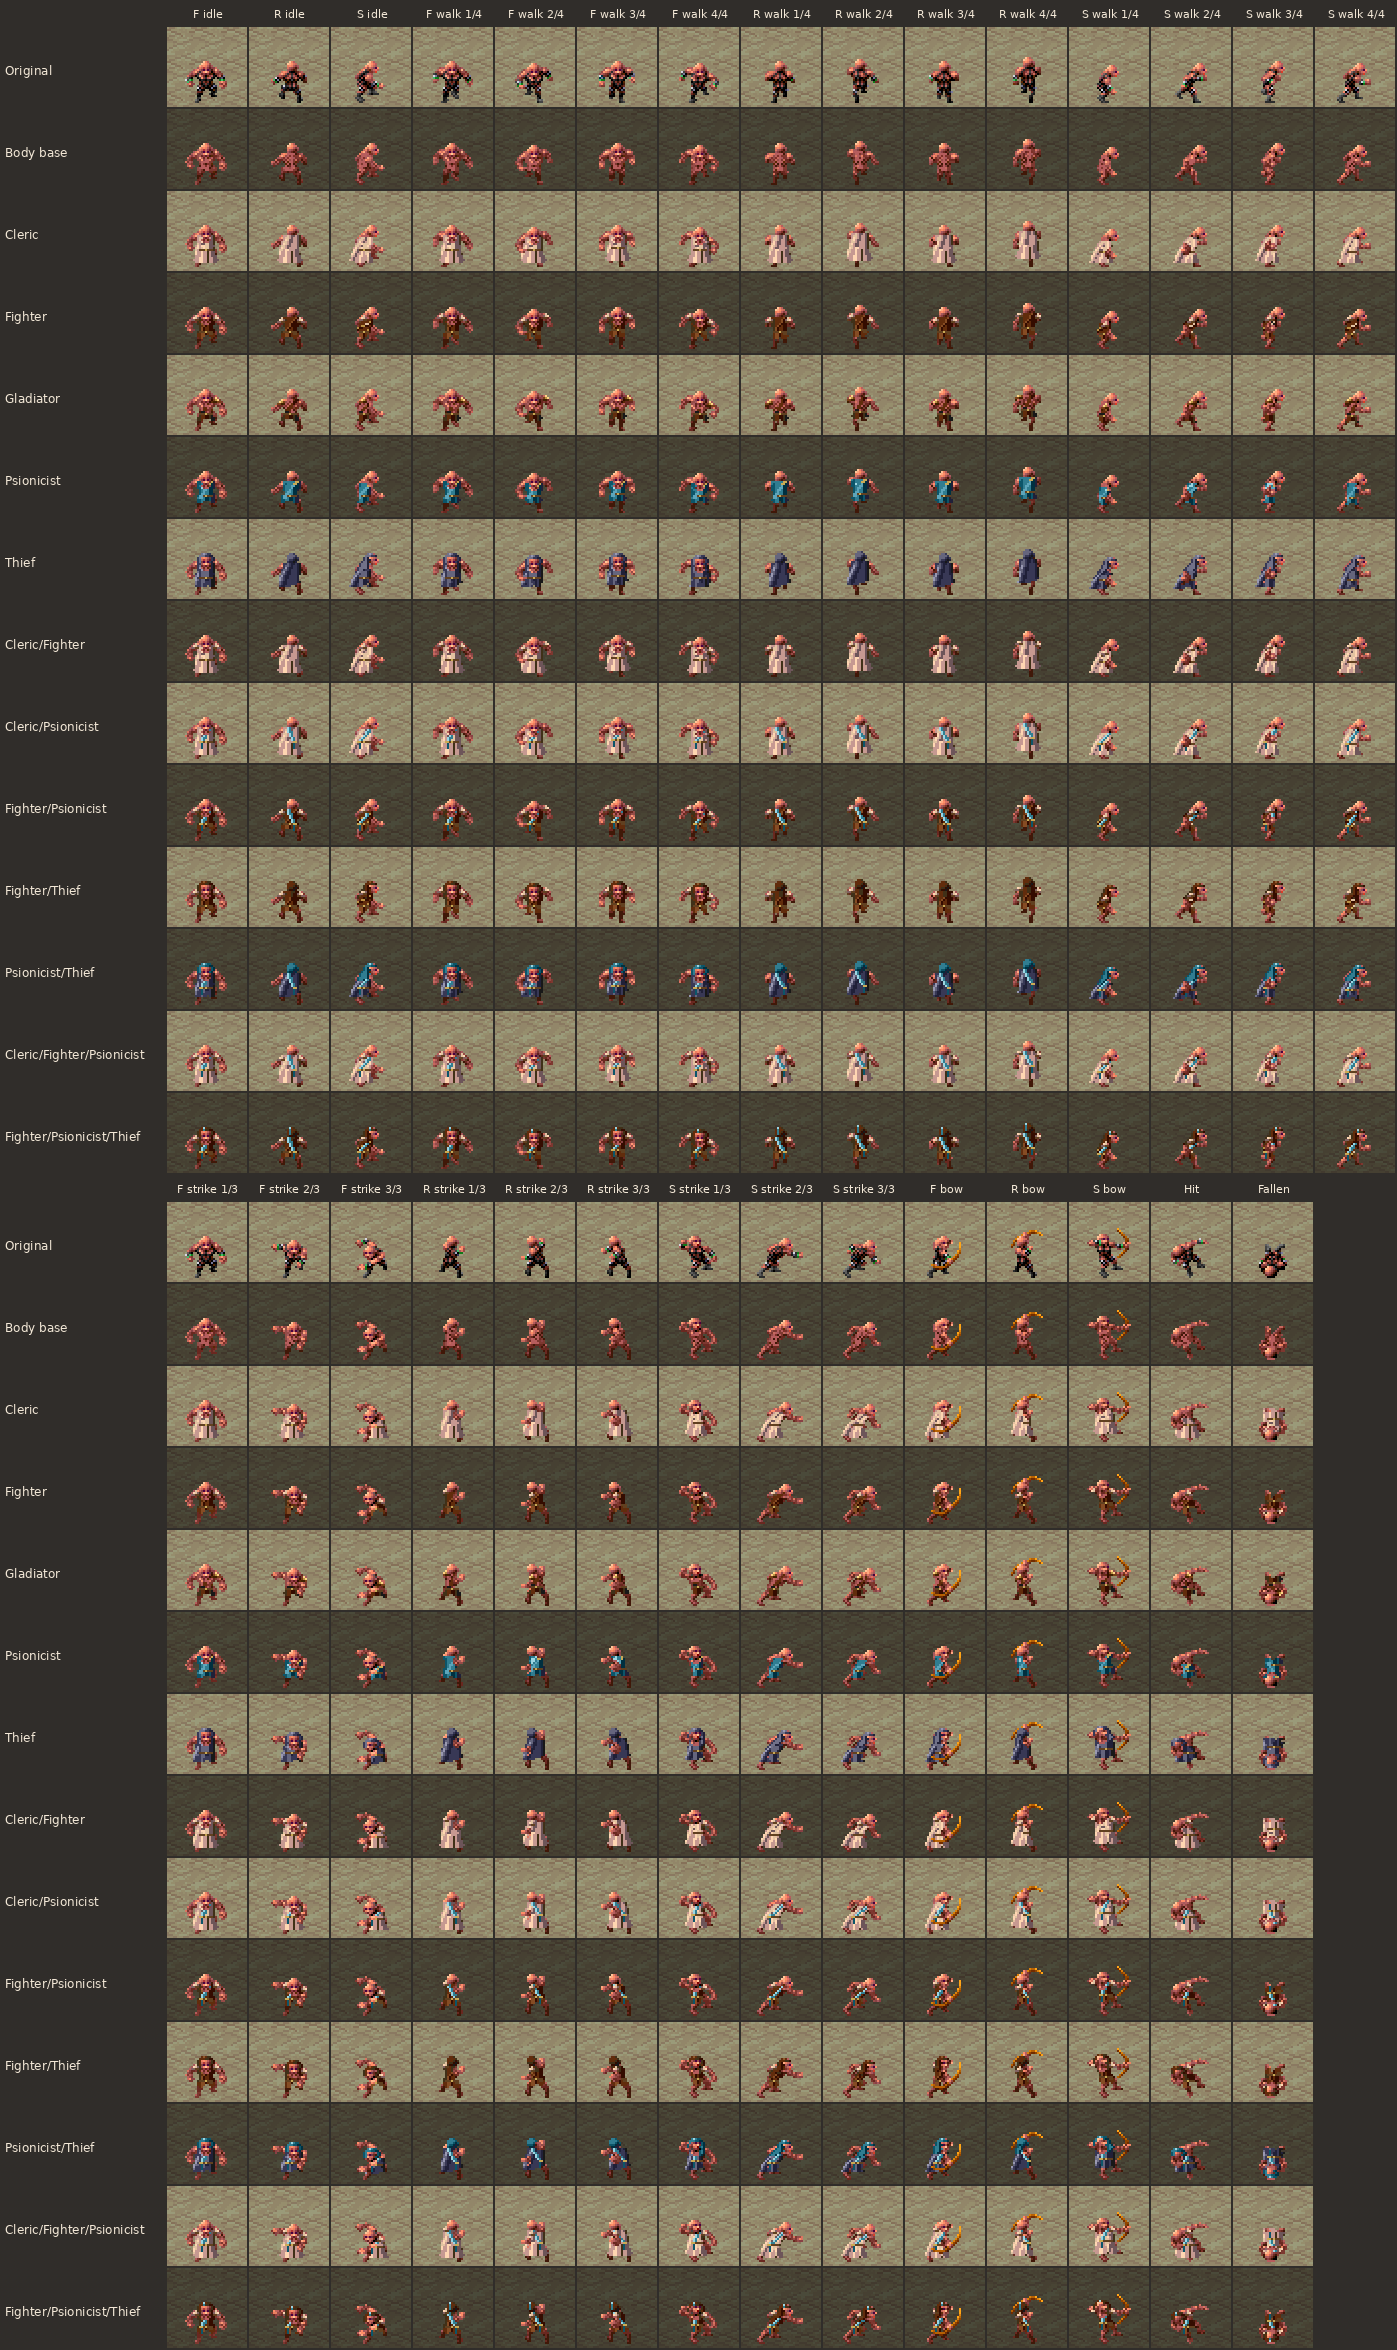 F idle R idle S idle F walk 1/4 F walk 2/4 F walk 3/4 F walk 4/4 R walk 1/4 R walk 2/4 R walk 3/4 R walk 4/4 S walk 1/4 S walk 2/4 S walk 3/4 S walk 4/4
Original
Body base
Cleric
Fighter
Gladiator
Psionicist
Thief
Cleric/Fighter
Cleric/Psionicist
Fighter/Psionicist
Fighter/Thief
Psionicist/Thief
Cleric/Fighter/Psionicist
Fighter/Psionicist/Thief
F strike 1/3 F strike 2/3 F strike 3/3 R strike 1/3 R strike 2/3 R strike 3/3 S strike 1/3 S strike 2/3 S strike 3/3 F bow R bow S bow Hit Fallen
Original
Body base
Cleric
Fighter
Gladiator
Psionicist
Thief
Cleric/Fighter
Cleric/Psionicist
Fighter/Psionicist
Fighter/Thief
Psionicist/Thief
Cleric/Fighter/Psionicist
Fighter/Psionicist/Thief